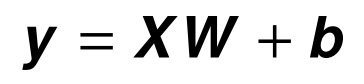 y = XW + b